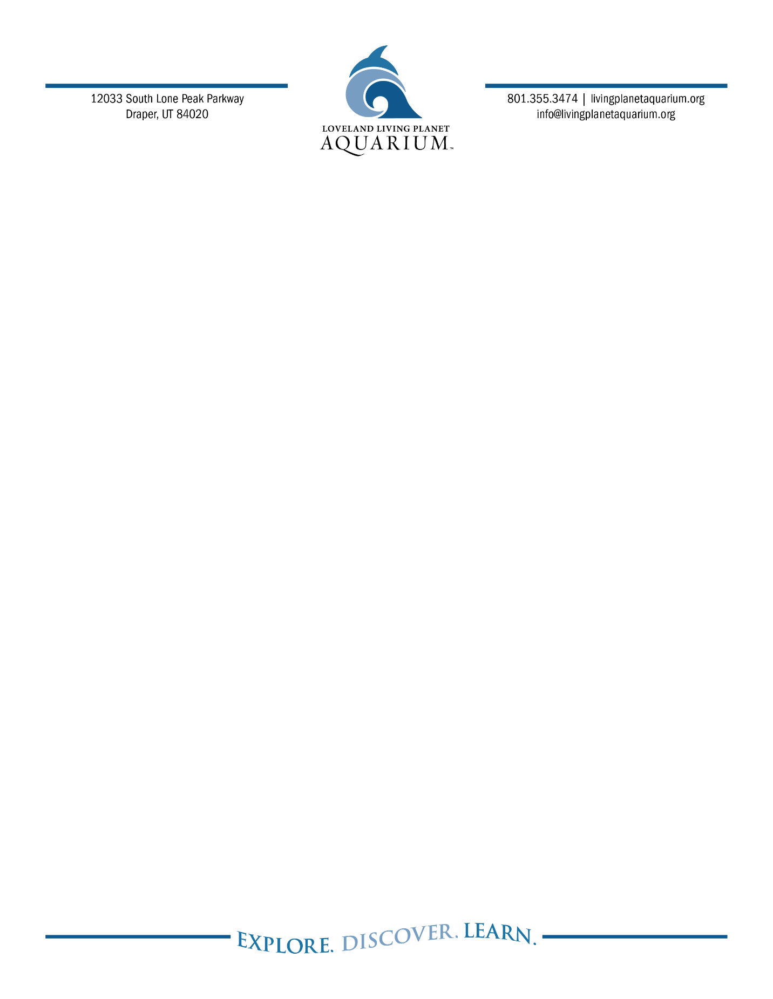 12033 South Lone Peak Parkway
Draper, UT 84020
LOVELAND LIVING PLANET
AQUARIUM™
801.355.3474 | livingplanetaquarium.org
info@livingplanetaquarium.org
EXPLORE. DISCOVER. LEARN.